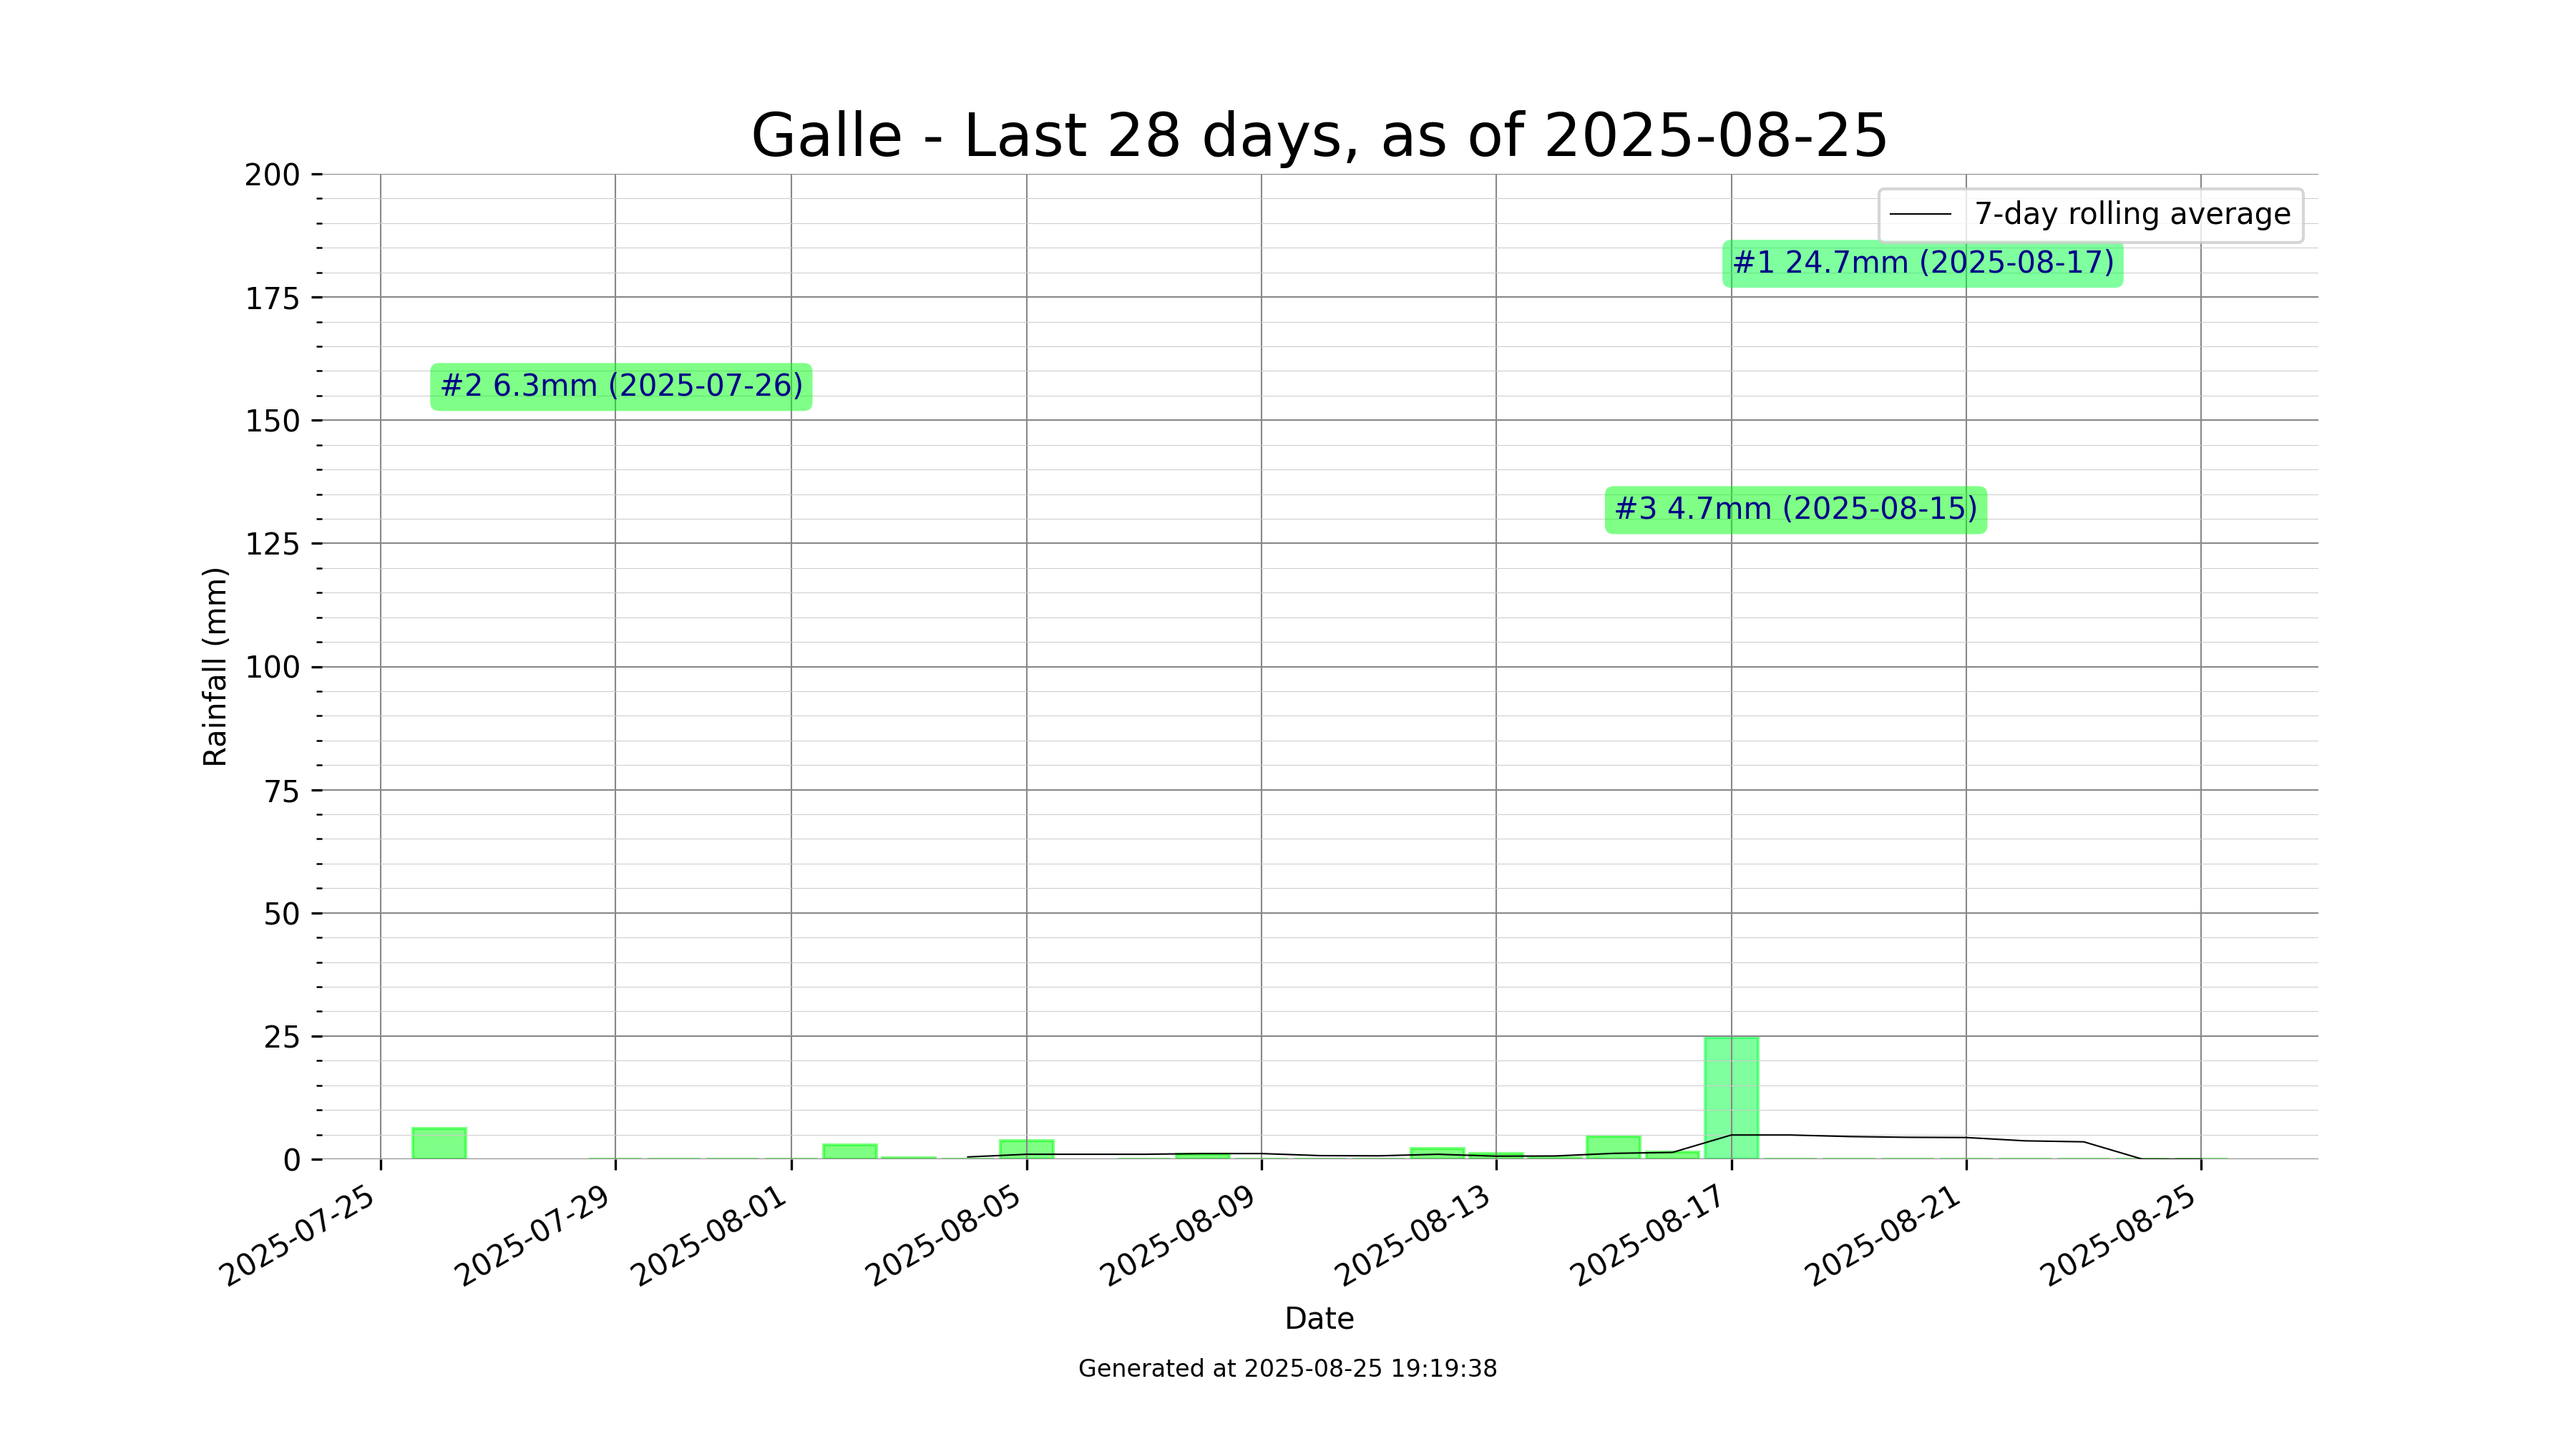 Galle - Last 28 days, as of 2025-08-25
7-day rolling average
#1 24.7mm (2025-08-17)
#2 6.3mm (2025-07-26)
#3 4.7mm (2025-08-15)
Rainfall (mm)
200
175
150
125
100
75
50
25
0
2025-07-25
2025-07-29
2025-08-01
2025-08-05
2025-08-09
2025-08-13
2025-08-17
2025-08-21
2025-08-25
Date
Generated at 2025-08-25 19:19:38